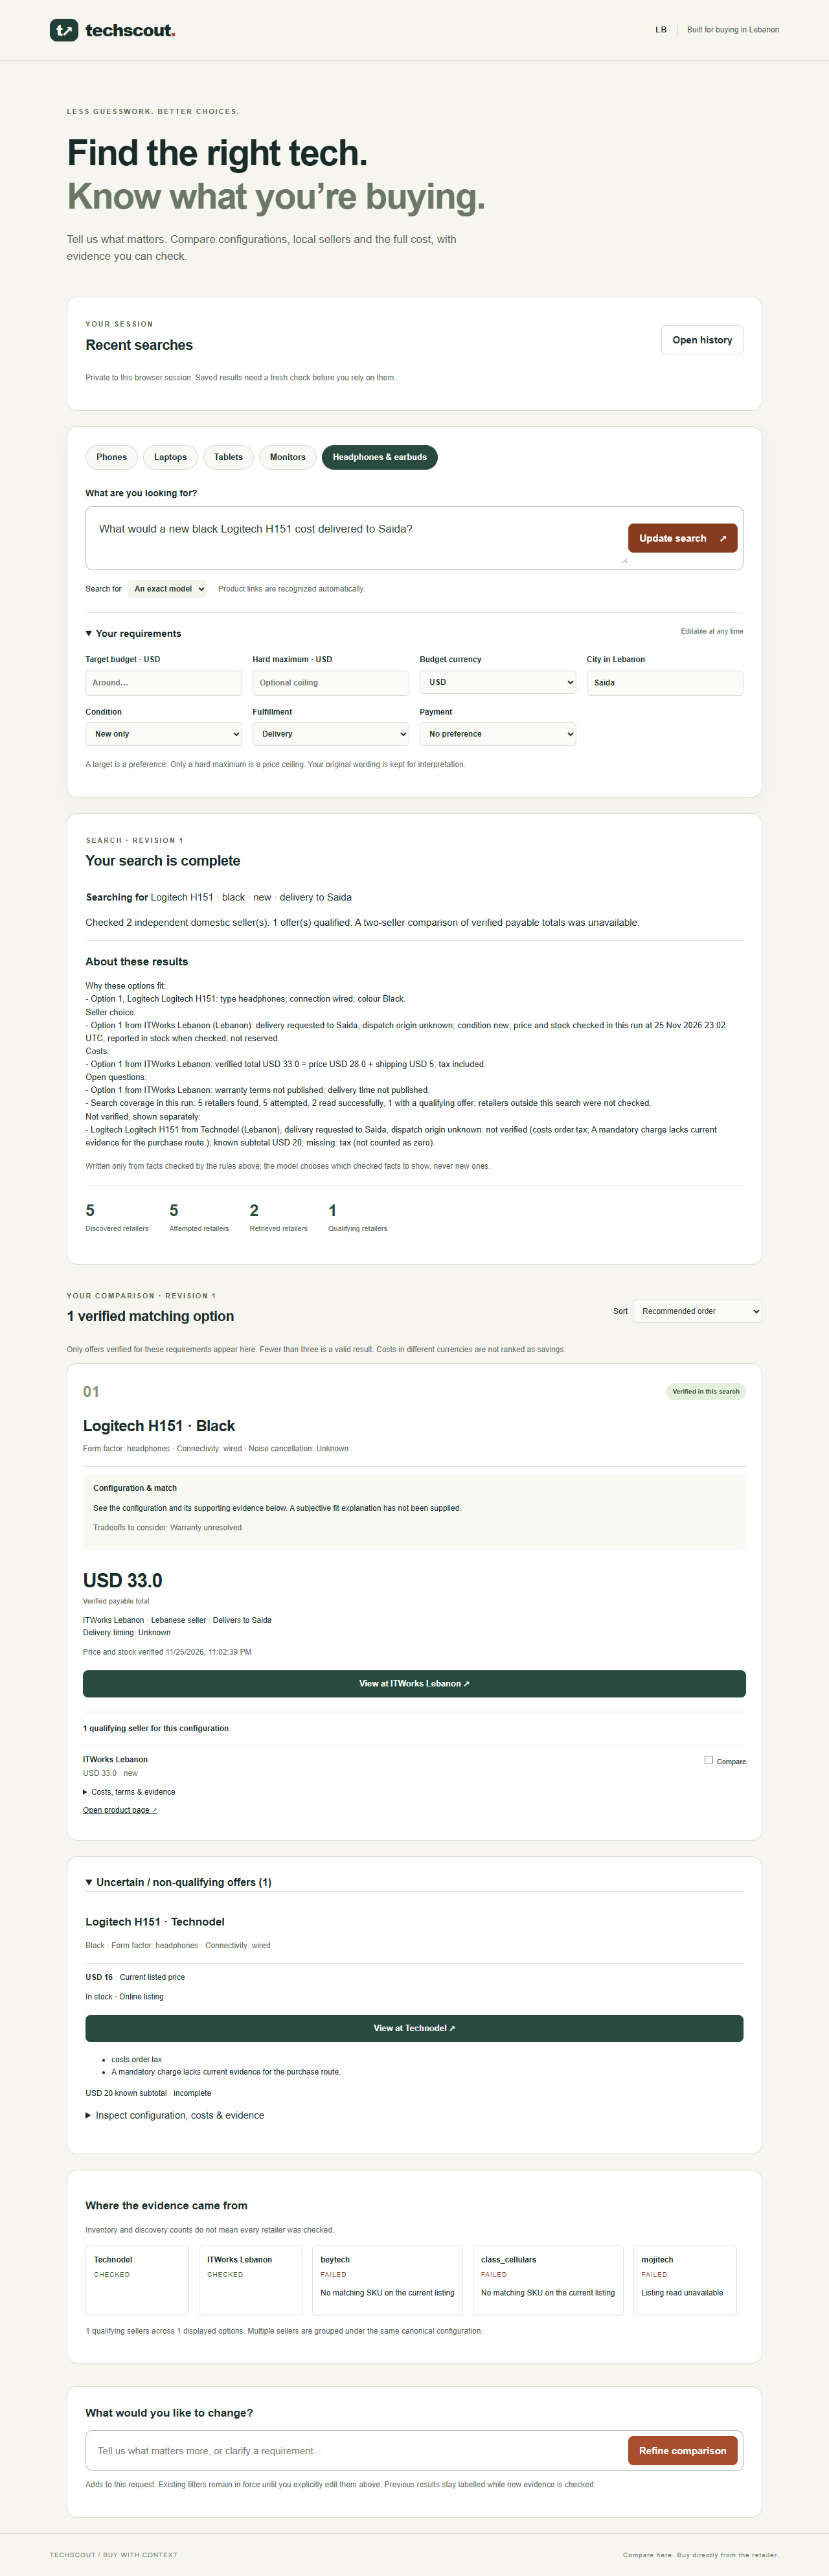 t↗ techscout.
LB
Built for buying in Lebanon
LESS GUESSWORK. BETTER CHOICES.
Find the right tech.
Know what you’re buying.
Tell us what matters. Compare configurations, local sellers and the full cost, with
evidence you can check.
YOUR SESSION
Recent searches
Open history
Private to this browser session. Saved results need a fresh check before you rely on them.
Phones
Laptops
Tablets
Monitors
Headphones & earbuds
What are you looking for?
What would a new black Logitech H151 cost delivered to Saida?
Update search ↗
Search for An exact model Product links are recognized automatically.
▼ Your requirements
Editable at any time
Target budget · USD
Hard maximum · USD
Budget currency
City in Lebanon
Around...
Optional ceiling
USD
Saida
Condition
Fulfillment
Payment
New only
Delivery
No preference
A target is a preference. Only a hard maximum is a price ceiling. Your original wording is kept for interpretation.
SEARCH · REVISION 1
Your search is complete
Searching for Logitech H151 · black · new · delivery to Saida
Checked 2 independent domestic seller(s). 1 offer(s) qualified. A two-seller comparison of verified payable totals was unavailable.
About these results
Why these options fit:
- Option 1, Logitech Logitech H151: type headphones; connection wired; colour Black.
Seller choice:
- Option 1 from ITWorks Lebanon (Lebanon): delivery requested to Saida, dispatch origin unknown; condition new; price and stock checked in this run at 25 Nov 2026 23:02
UTC, reported in stock when checked; not reserved.
Costs:
- Option 1 from ITWorks Lebanon: verified total USD 33.0 = price USD 28.0 + shipping USD 5; tax included.
Open questions:
- Option 1 from ITWorks Lebanon: warranty terms not published; delivery time not published.
- Search coverage in this run: 5 retailers found, 5 attempted, 2 read successfully, 1 with a qualifying offer; retailers outside this search were not checked.
Not verified, shown separately:
- Logitech Logitech H151 from Technodel (Lebanon), delivery requested to Saida, dispatch origin unknown: not verified (costs.order.tax; A mandatory charge lacks current
evidence for the purchase route.); known subtotal USD 20; missing: tax (not counted as zero).
Written only from facts checked by the rules above; the model chooses which checked facts to show, never new ones.
5
5
2
1
Discovered retailers
Attempted retailers
Retrieved retailers
Qualifying retailers
YOUR COMPARISON · REVISION 1
1 verified matching option
Sort Recommended order
Only offers verified for these requirements appear here. Fewer than three is a valid result. Costs in different currencies are not ranked as savings.
01
Verified in this search
Logitech H151 · Black
Form factor: headphones · Connectivity: wired · Noise cancellation: Unknown
Configuration & match
See the configuration and its supporting evidence below. A subjective fit explanation has not been supplied.
Tradeoffs to consider: Warranty unresolved
USD 33.0
Verified payable total
ITWorks Lebanon · Lebanese seller · Delivers to Saida
Delivery timing: Unknown
Price and stock verified 11/25/2026, 11:02:39 PM
View at ITWorks Lebanon ↗
1 qualifying seller for this configuration
ITWorks Lebanon
Compare
USD 33.0 · new
▶ Costs, terms & evidence
Open product page ↗
▼ Uncertain / non-qualifying offers (1)
Logitech H151 · Technodel
Black · Form factor: headphones · Connectivity: wired
USD 16 · Current listed price
In stock · Online listing
View at Technodel ↗
• costs.order.tax
• A mandatory charge lacks current evidence for the purchase route.
USD 20 known subtotal · incomplete
▶ Inspect configuration, costs & evidence
Where the evidence came from
Inventory and discovery counts do not mean every retailer was checked.
Technodel
CHECKED
ITWorks Lebanon
CHECKED
beytech
FAILED
No matching SKU on the current listing
class_cellulars
FAILED
No matching SKU on the current listing
mojitech
FAILED
Listing read unavailable
1 qualifying sellers across 1 displayed options. Multiple sellers are grouped under the same canonical configuration.
What would you like to change?
Tell us what matters more, or clarify a requirement...
Refine comparison
Adds to this request. Existing filters remain in force until you explicitly edit them above. Previous results stay labelled while new evidence is checked.
TECHSCOUT / BUY WITH CONTEXT
Compare here. Buy directly from the retailer.